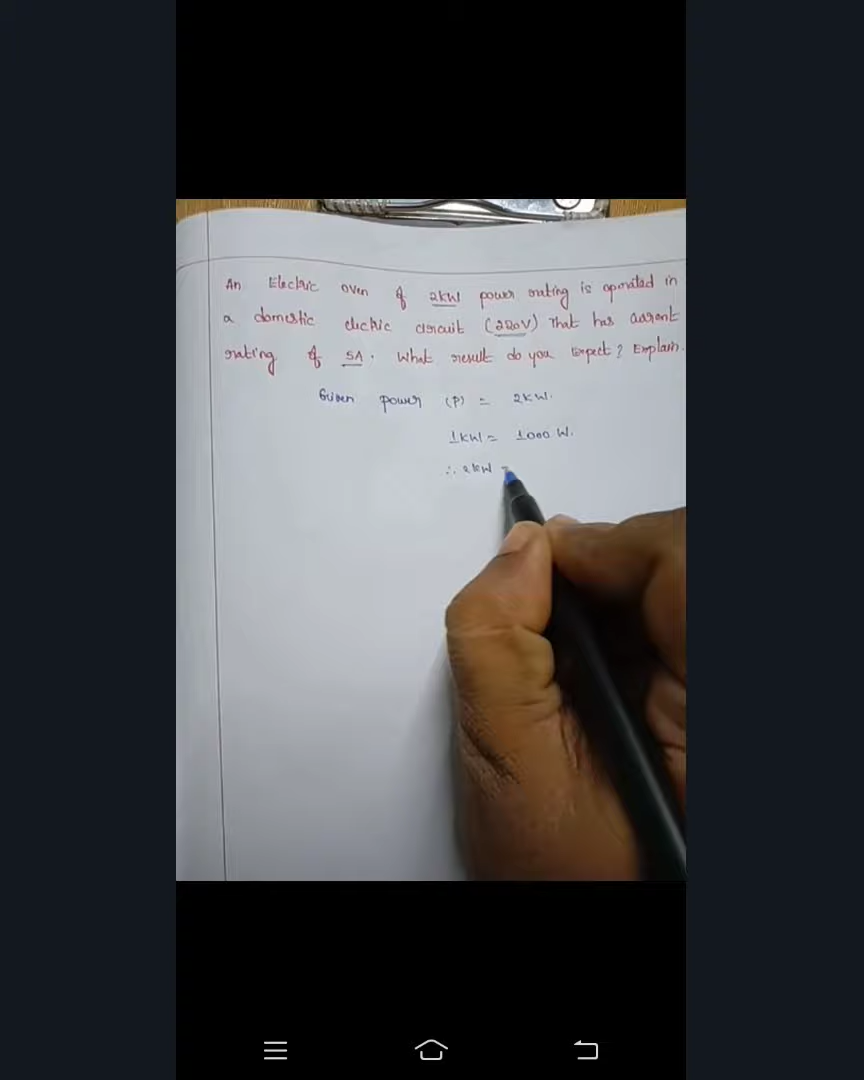 An Electric oven of 2kW power rating is operated in
a domestic electric circuit (220V) That has current
rating of 5A. What result do you Expect? Explain.
Given power (P) = 2kW.
1kW = 1000 W.
∴ 2kW =